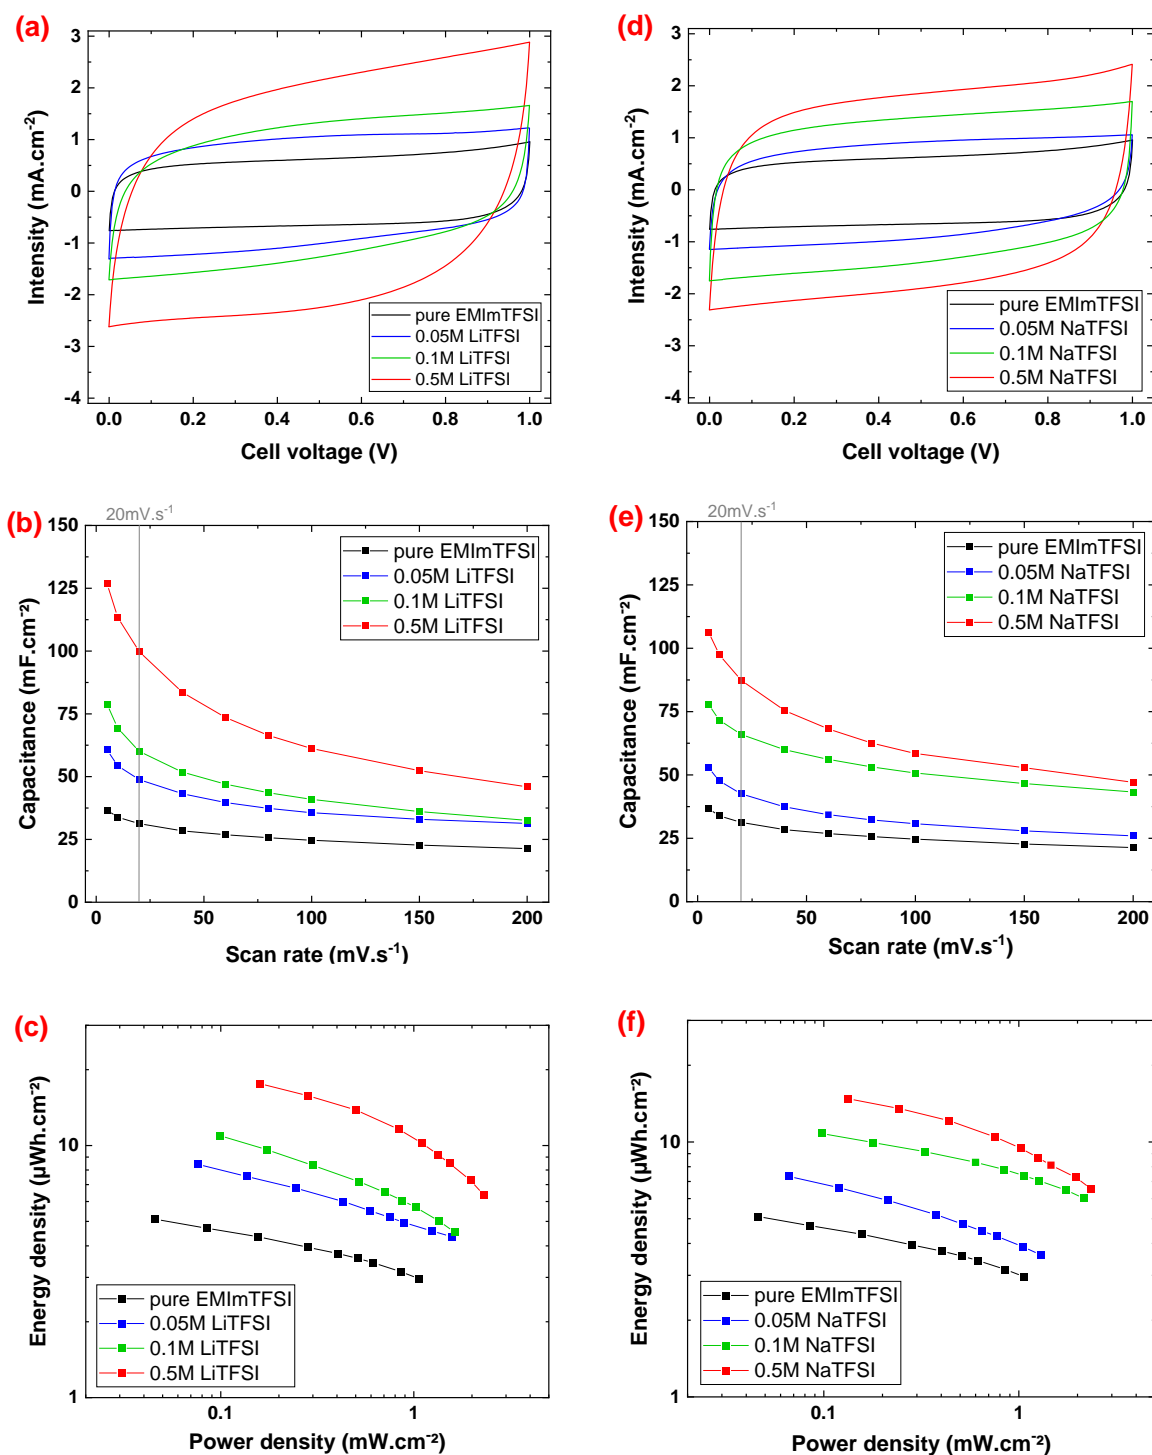 (a)
3
2
1
0
-1
-2
-3
-4
Intensity (mA.cm⁻²)
pure EMImTFSI
0.05M LiTFSI
0.1M LiTFSI
0.5M LiTFSI
0.0 0.2 0.4 0.6 0.8 1.0
Cell voltage (V)
(d)
3
2
1
0
-1
-2
-3
-4
Intensity (mA.cm⁻²)
pure EMImTFSI
0.05M NaTFSI
0.1M NaTFSI
0.5M NaTFSI
0.0 0.2 0.4 0.6 0.8 1.0
Cell voltage (V)
(b)
20mV.s⁻¹
150
125
100
75
50
25
0
Capacitance (mF.cm⁻²)
pure EMImTFSI
0.05M LiTFSI
0.1M LiTFSI
0.5M LiTFSI
0 50 100 150 200
Scan rate (mV.s⁻¹)
(e)
20mV.s⁻¹
150
125
100
75
50
25
0
Capacitance (mF.cm⁻²)
pure EMImTFSI
0.05M NaTFSI
0.1M NaTFSI
0.5M NaTFSI
0 50 100 150 200
Scan rate (mV.s⁻¹)
(c)
10
1
Energy density (µWh.cm⁻²)
pure EMImTFSI
0.05M LiTFSI
0.1M LiTFSI
0.5M LiTFSI
0.1 1
Power density (mW.cm⁻²)
(f)
10
1
Energy density (µWh.cm⁻²)
pure EMImTFSI
0.05M NaTFSI
0.1M NaTFSI
0.5M NaTFSI
0.1 1
Power density (mW.cm⁻²)